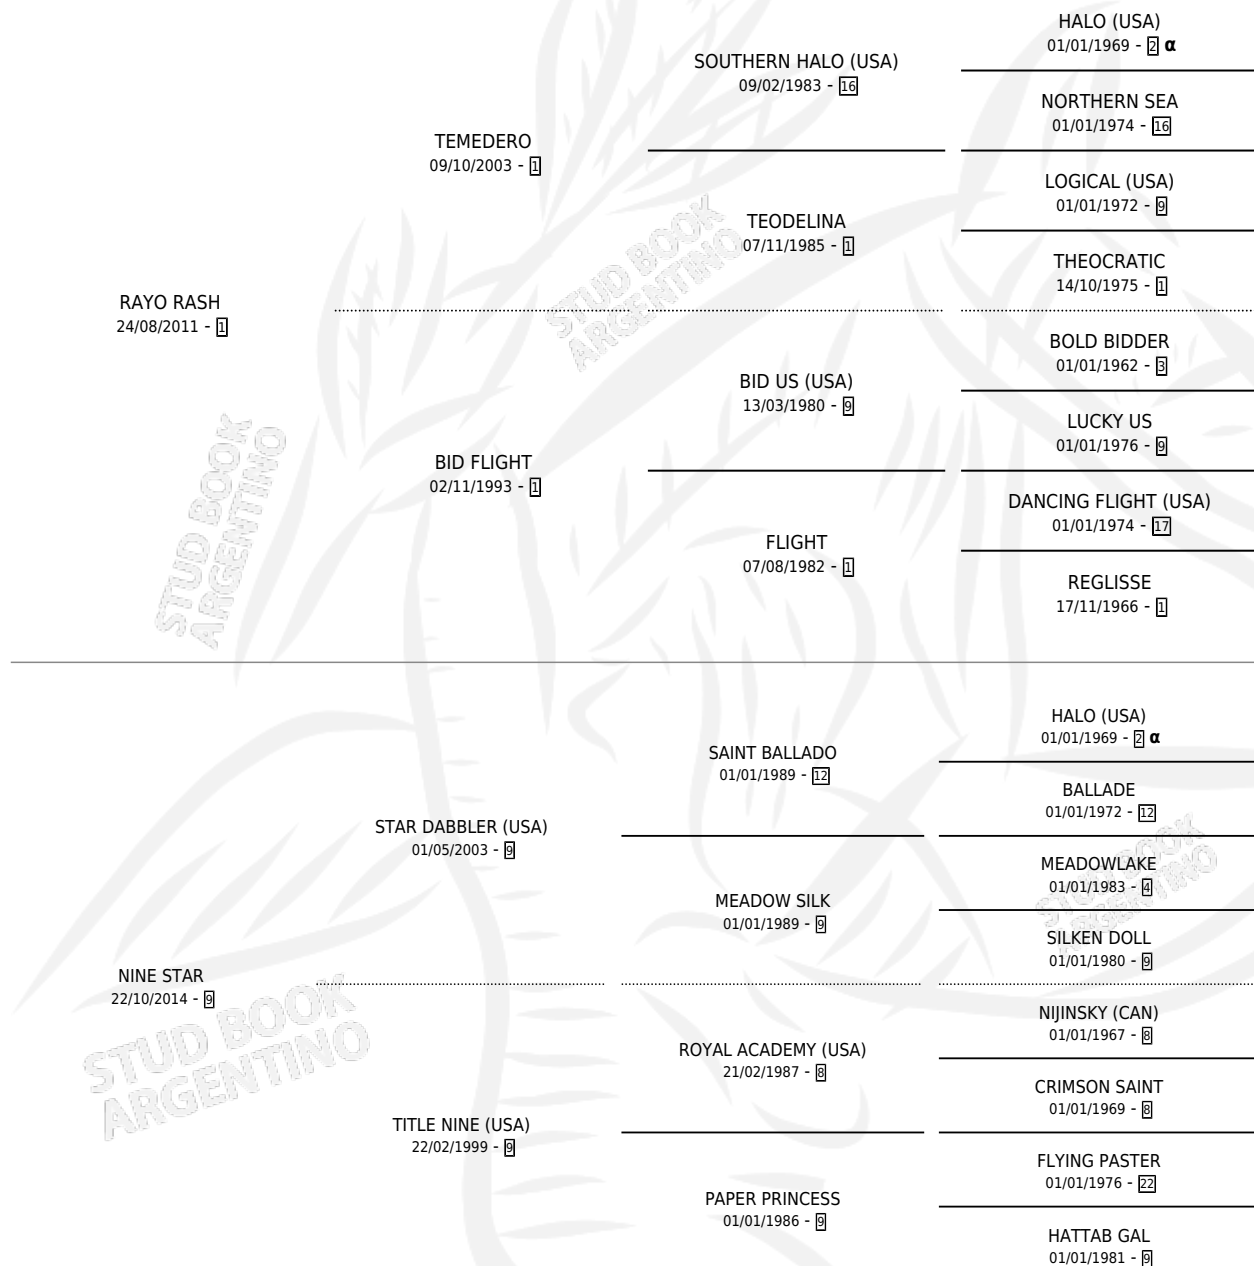 HALO (USA)
01/01/1969 - 2 α
SOUTHERN HALO (USA)
09/02/1983 - 16
NORTHERN SEA
01/01/1974 - 16
TEMEDERO
09/10/2003 - 1
LOGICAL (USA)
01/01/1972 - 9
TEODELINA
07/11/1985 - 1
THEOCRATIC
14/10/1975 - 1
RAYO RASH
24/08/2011 - 1
BOLD BIDDER
01/01/1962 - 3
BID US (USA)
13/03/1980 - 9
LUCKY US
01/01/1976 - 9
BID FLIGHT
02/11/1993 - 1
DANCING FLIGHT (USA)
01/01/1974 - 17
FLIGHT
07/08/1982 - 1
REGLISSE
17/11/1966 - 1
HALO (USA)
01/01/1969 - 2 α
SAINT BALLADO
01/01/1989 - 12
BALLADE
01/01/1972 - 12
STAR DABBLER (USA)
01/05/2003 - 9
MEADOWLAKE
01/01/1983 - 4
MEADOW SILK
01/01/1989 - 9
SILKEN DOLL
01/01/1980 - 9
NINE STAR
22/10/2014 - 9
NIJINSKY (CAN)
01/01/1967 - 8
ROYAL ACADEMY (USA)
21/02/1987 - 8
CRIMSON SAINT
01/01/1969 - 8
TITLE NINE (USA)
22/02/1999 - 9
FLYING PASTER
01/01/1976 - 22
PAPER PRINCESS
01/01/1986 - 9
HATTAB GAL
01/01/1981 - 9
STUD BOOK
ARGENTINO
STUD BOOK
ARGENTINO
STUD BOOK
ARGENTINO
STUD BOOK
ARGENTINO